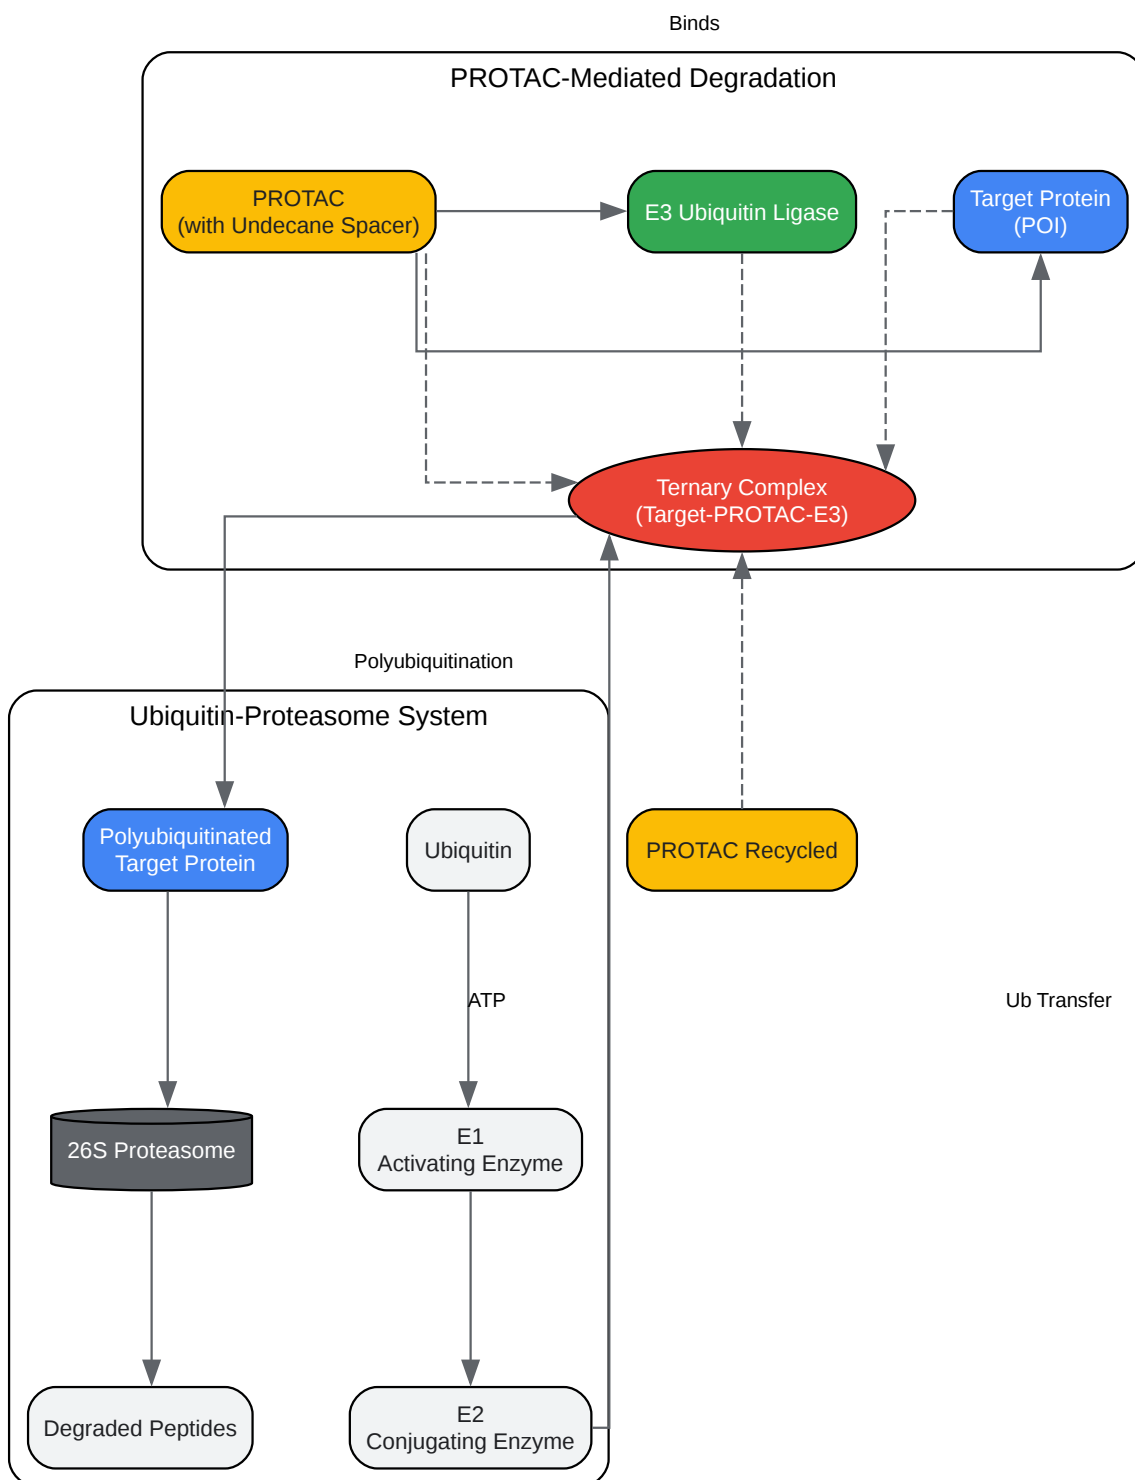 Binds
PROTAC-Mediated Degradation
PROTAC
(with Undecane Spacer)
E3 Ubiquitin Ligase
Target Protein
(POI)
Ternary Complex
(Target-PROTAC-E3)
Polyubiquitination
Ubiquitin-Proteasome System
Polyubiquitinated
Target Protein
Ubiquitin
PROTAC Recycled
ATP
Ub Transfer
26S Proteasome
E1
Activating Enzyme
Degraded Peptides
E2
Conjugating Enzyme